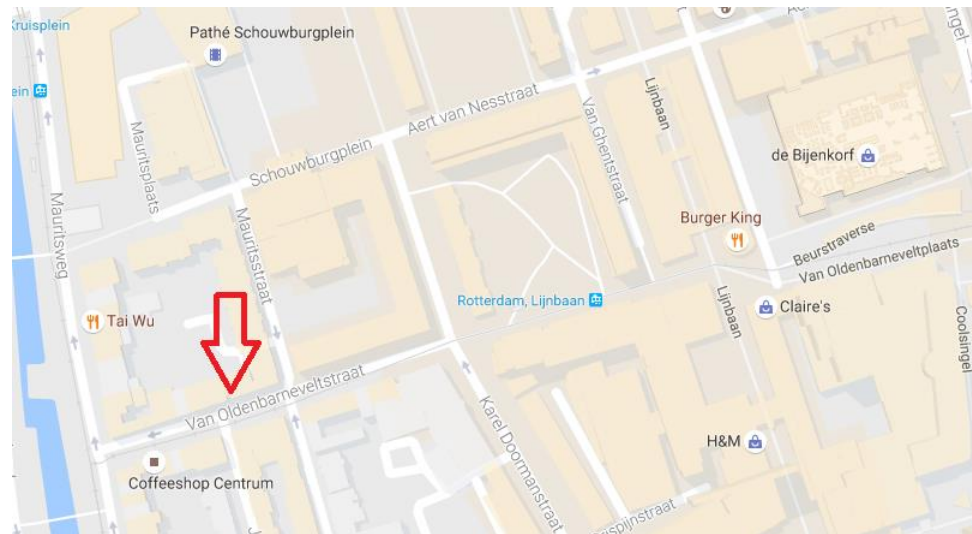 Kruisplein
Pathé Schouwburgplein
Mauritsplaats
Schouwburgplein
Aert van Nesstraat
Van Ghentstraat
Lijnbaan
de Bijenkorf
Mauritsweg
Mauritsstraat
Burger King
Beurstraverse
Van Oldenbarneveltplaats
Rotterdam, Lijnbaan
Lijnbaan
Claire's
Coolsingel
Tai Wu
Van Oldenbarneveltstraat
Karel Doormanstraat
H&M
Coffeeshop Centrum